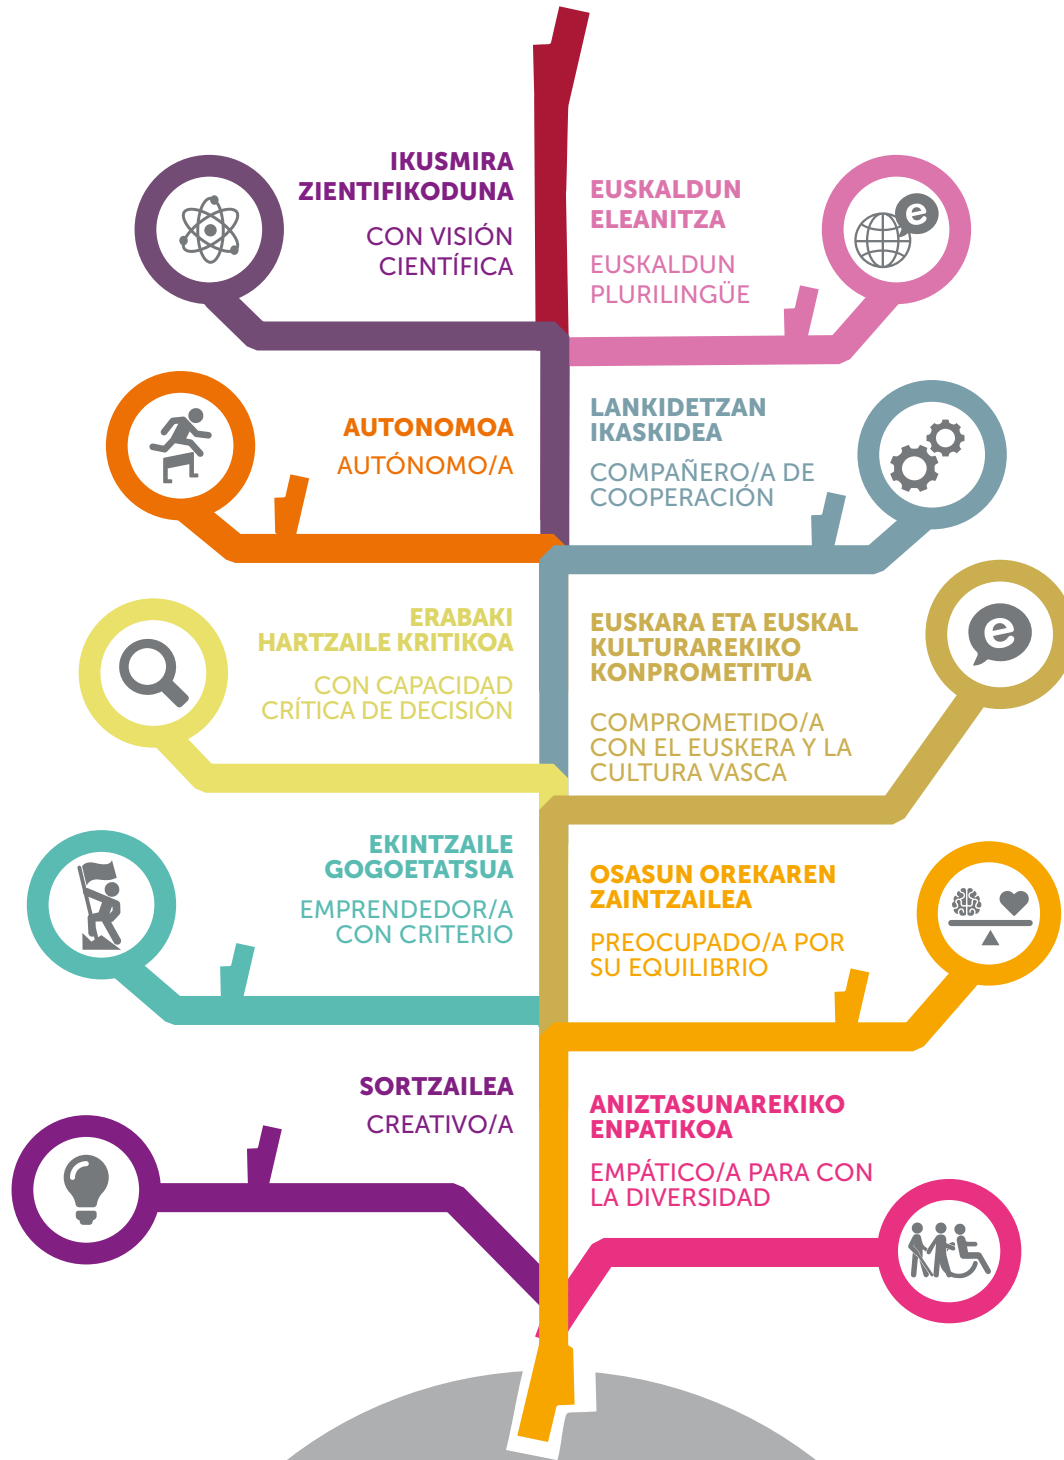 IKUSMIRA
ZIENTIFIKODUNA
CON VISIÓN
CIENTÍFICA
EUSKALDUN
ELEANITZA
EUSKALDUN
PLURILINGÜE
e
AUTONOMOA
AUTÓNOMO/A
LANKIDETZAN
IKASKIDEA
COMPAÑERO/A DE
COOPERACIÓN
ERABAKI
HARTZAILE KRITIKOA
CON CAPACIDAD
CRÍTICA DE DECISIÓN
EUSKARA ETA EUSKAL
KULTURAREKIKO
KONPROMETITUA
COMPROMETIDO/A
CON EL EUSKERA Y LA
CULTURA VASCA
e
EKINTZAILE
GOGOETATSUA
EMPRENDEDOR/A
CON CRITERIO
OSASUN OREKAREN
ZAINTZAILEA
PREOCUPADO/A POR
SU EQUILIBRIO
SORTZAILEA
CREATIVO/A
ANIZTASUNAREKIKO
ENPATIKOA
EMPÁTICO/A PARA CON
LA DIVERSIDAD